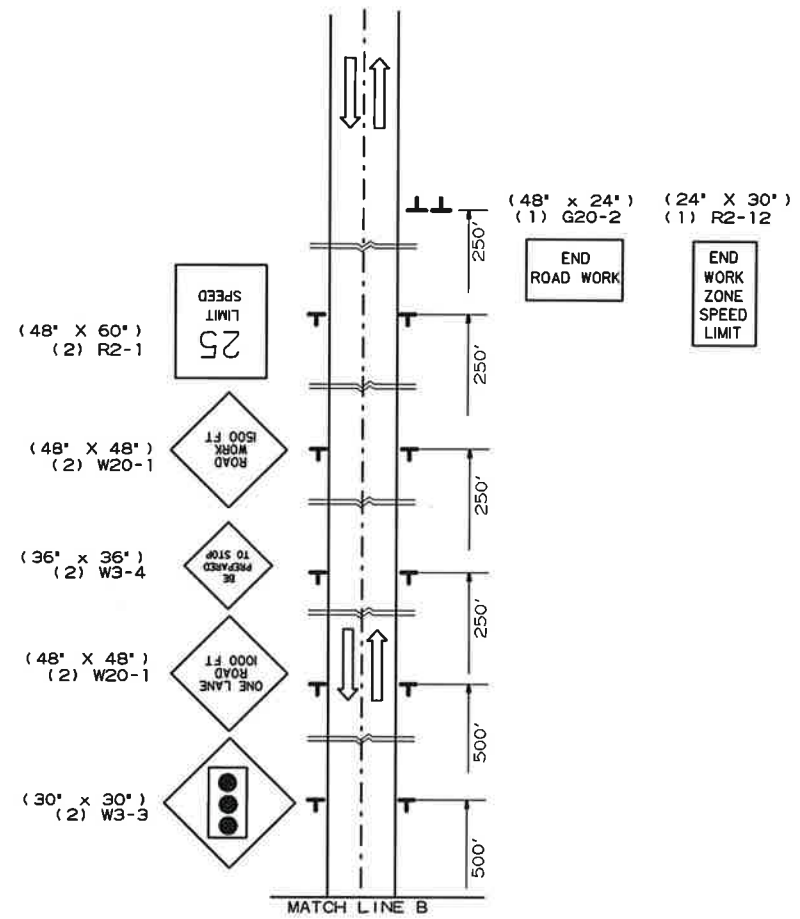 (48" x 24")
(1) G20-2
(24" X 30")
(1) R2-12
END
ROAD WORK
END
WORK
ZONE
SPEED
LIMIT
250'
SPEED
LIMIT
25
(48" X 60")
(2) R2-1
250'
ROAD
WORK
1500 FT
(48" X 48")
(2) W20-1
250'
BE
PREPARED
TO STOP
(36" x 36")
(2) W3-4
250'
ONE LANE
ROAD
1000 FT
(48" X 48")
(2) W20-1
500'
(30" x 30")
(2) W3-3
500'
MATCH LINE B